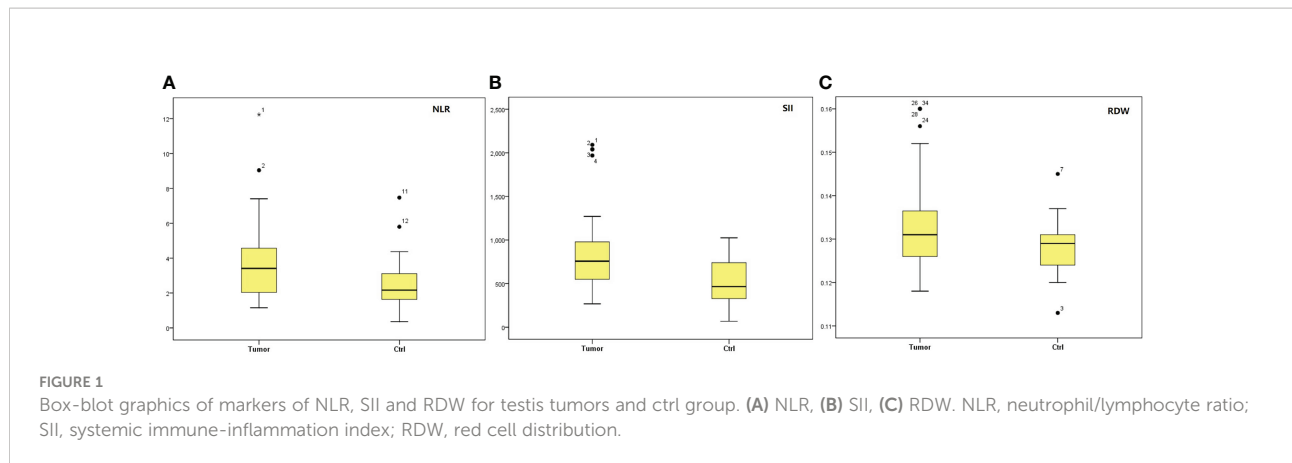 A
B
C
NLR
12
10
8
6
4
2
0
*1
2
11
12
Tumor
Ctrl
SII
2,500
2,000
1,500
1,000
500
0
2 1
3
4
Tumor
Ctrl
RDW
0.16
0.15
0.14
0.13
0.12
0.11
26 34
28 24
7
3
Tumor
Ctrl
FIGURE 1
Box-blot graphics of markers of NLR, SII and RDW for testis tumors and ctrl group. (A) NLR, (B) SII, (C) RDW. NLR, neutrophil/lymphocyte ratio;
SII, systemic immune-inflammation index; RDW, red cell distribution.